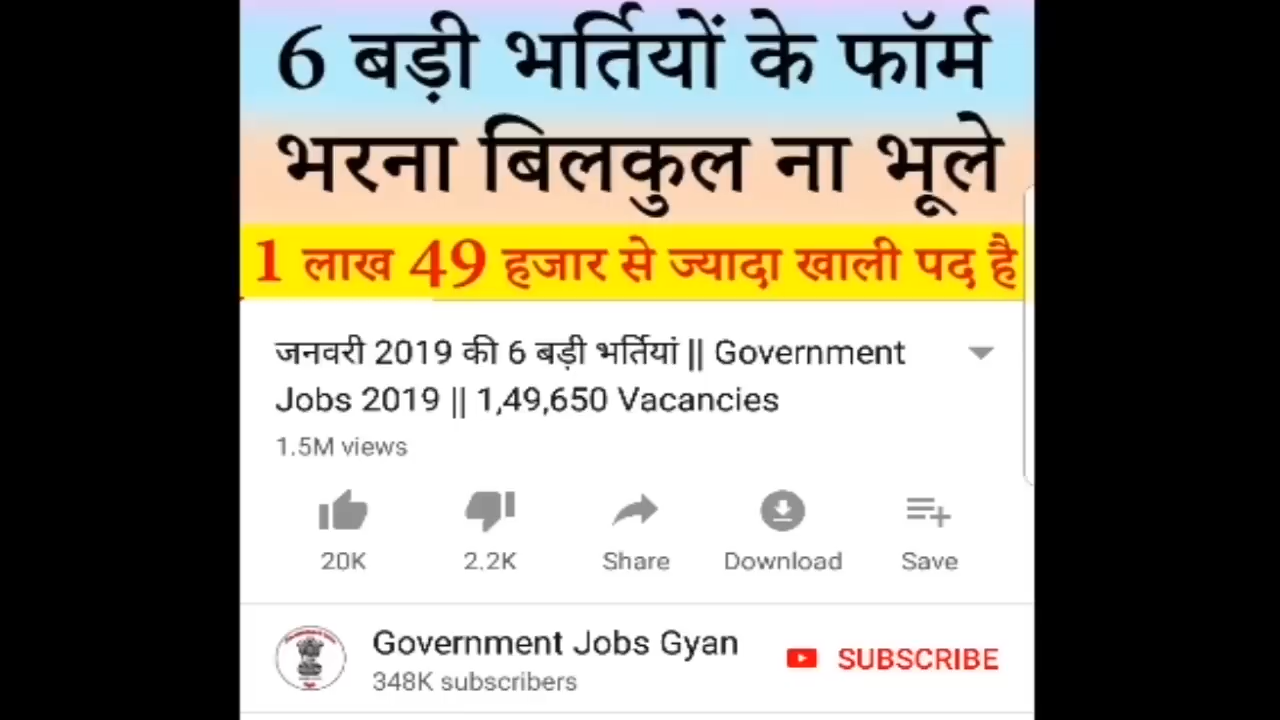 6 बड़ी भर्तियों के फॉर्म
भरना बिलकुल ना भूले
1 लाख 49 हजार से ज्यादा खाली पद है
जनवरी 2019 की 6 बड़ी भर्तियां || Government
Jobs 2019 || 1,49,650 Vacancies
1.5M views
20K 2.2K Share Download Save
Government Jobs Gyan
SUBSCRIBE
348K subscribers